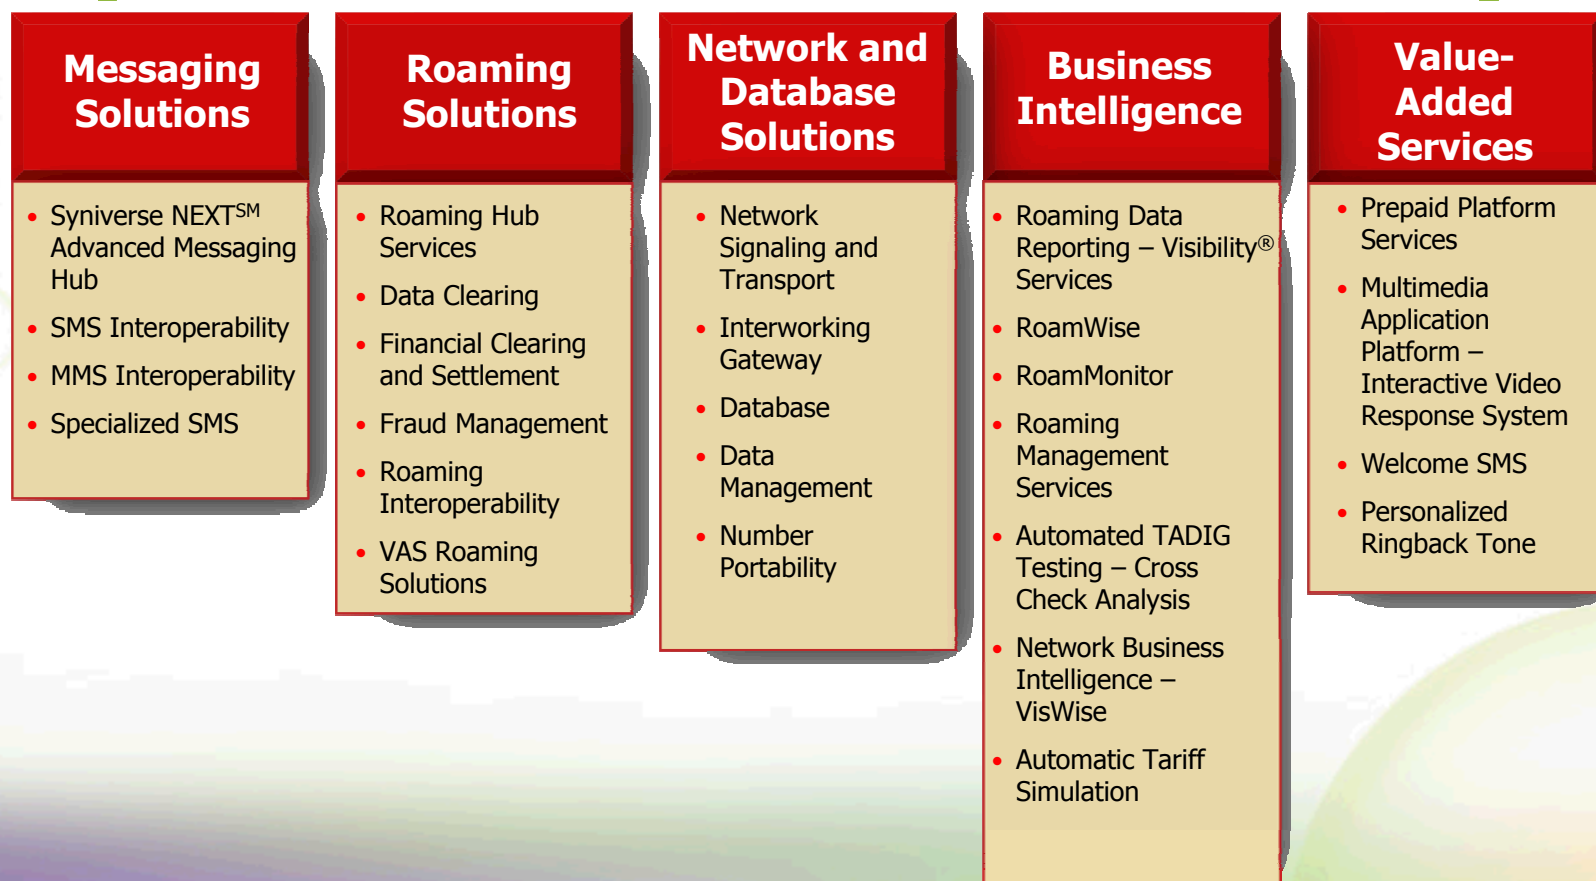 Messaging
Solutions
• Syniverse NEXT℠
Advanced Messaging
Hub
• SMS Interoperability
• MMS Interoperability
• Specialized SMS
Roaming
Solutions
• Roaming Hub
Services
• Data Clearing
• Financial Clearing
and Settlement
• Fraud Management
• Roaming
Interoperability
• VAS Roaming
Solutions
Network and
Database
Solutions
• Network
Signaling and
Transport
• Interworking
Gateway
• Database
• Data
Management
• Number
Portability
Business
Intelligence
• Roaming Data
Reporting – Visibility®
Services
• RoamWise
• RoamMonitor
• Roaming
Management
Services
• Automated TADIG
Testing – Cross
Check Analysis
• Network Business
Intelligence –
VisWise
• Automatic Tariff
Simulation
Value-
Added
Services
• Prepaid Platform
Services
• Multimedia
Application
Platform –
Interactive Video
Response System
• Welcome SMS
• Personalized
Ringback Tone